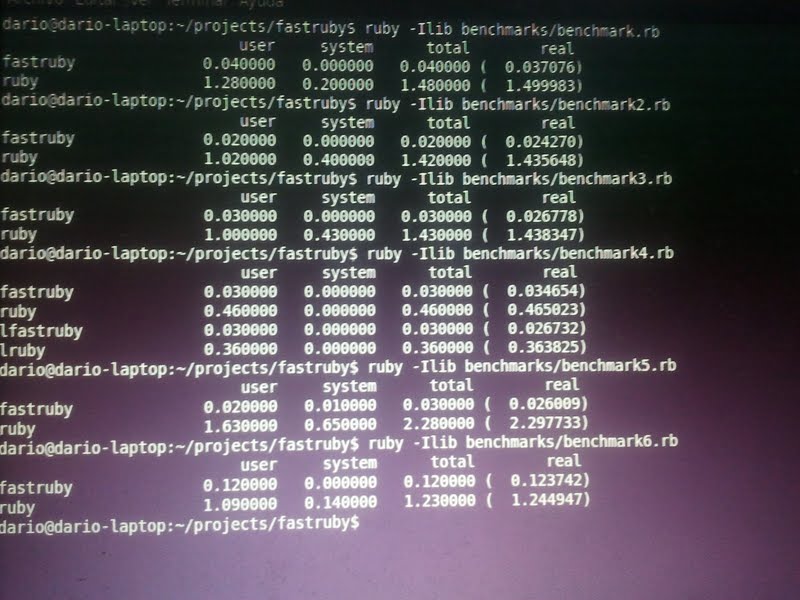 Archivo Editar Ver Terminal Ayuda
dario@dario-laptop:~/projects/fastruby$ ruby -Ilib benchmarks/benchmark.rb
user system total real
fastruby 0.040000 0.000000 0.040000 ( 0.037076)
ruby 1.280000 0.200000 1.480000 ( 1.499983)
dario@dario-laptop:~/projects/fastruby$ ruby -Ilib benchmarks/benchmark2.rb
user system total real
fastruby 0.020000 0.000000 0.020000 ( 0.024270)
ruby 1.020000 0.400000 1.420000 ( 1.435648)
dario@dario-laptop:~/projects/fastruby$ ruby -Ilib benchmarks/benchmark3.rb
user system total real
fastruby 0.030000 0.000000 0.030000 ( 0.026778)
ruby 1.000000 0.430000 1.430000 ( 1.438347)
dario@dario-laptop:~/projects/fastruby$ ruby -Ilib benchmarks/benchmark4.rb
user system total real
fastruby 0.030000 0.000000 0.030000 ( 0.034654)
ruby 0.460000 0.000000 0.460000 ( 0.465023)
lfastruby 0.030000 0.000000 0.030000 ( 0.026732)
lruby 0.360000 0.000000 0.360000 ( 0.363825)
dario@dario-laptop:~/projects/fastruby$ ruby -Ilib benchmarks/benchmark5.rb
user system total real
fastruby 0.020000 0.010000 0.030000 ( 0.026009)
ruby 1.630000 0.650000 2.280000 ( 2.297733)
dario@dario-laptop:~/projects/fastruby$ ruby -Ilib benchmarks/benchmark6.rb
user system total real
fastruby 0.120000 0.000000 0.120000 ( 0.123742)
ruby 1.090000 0.140000 1.230000 ( 1.244947)
dario@dario-laptop:~/projects/fastruby$